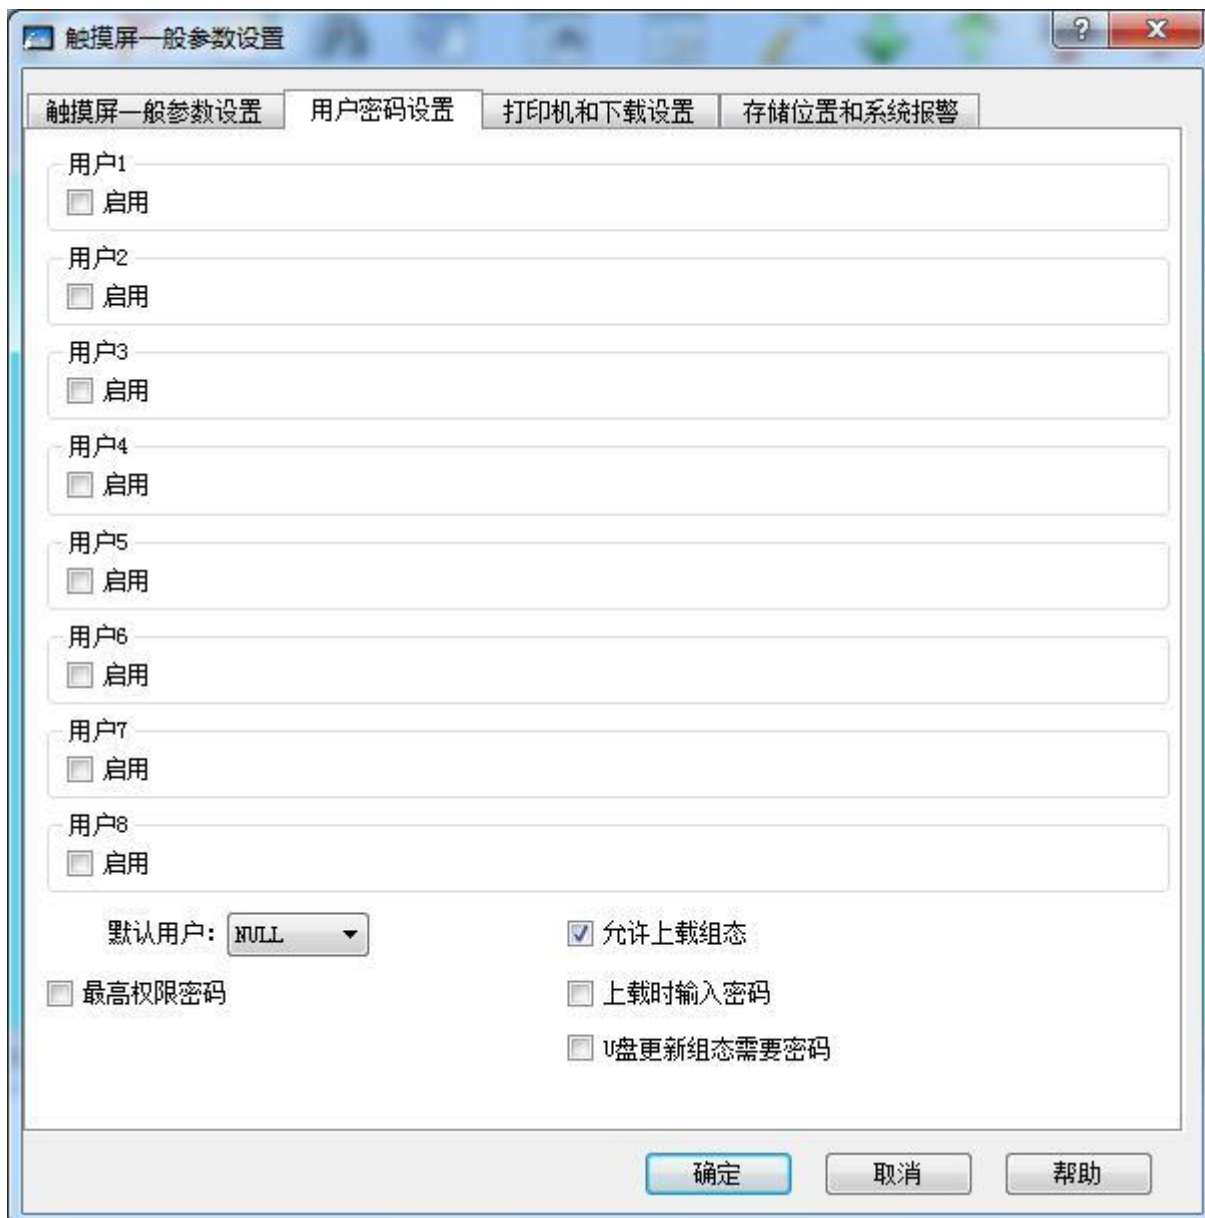 触摸屏一般参数设置
触摸屏一般参数设置 用户密码设置 打印机和下载设置 存储位置和系统报警
用户1
启用
用户2
启用
用户3
启用
用户4
启用
用户5
启用
用户6
启用
用户7
启用
用户8
启用
默认用户: NULL 允许上载组态
最高权限密码 上载时输入密码
U盘更新组态需要密码
确定 取消 帮助